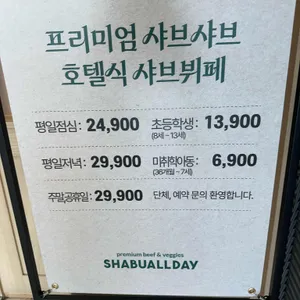 프리미엄 샤브샤브
호텔식 샤브뷔페
평일점심 : 24,900 초등학생 : 13,900
(8세~13세)
평일저녁 : 29,900 미취학아동 : 6,900
(36개월~7세)
주말,공휴일 : 29,900 단체, 예약 문의 환영합니다.
premium beef & veggies
SHABUALLDAY